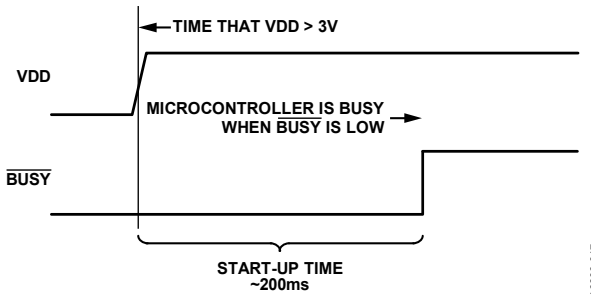 TIME THAT VDD > 3V
VDD
MICROCONTROLLER IS BUSY
WHEN BUSY IS LOW
BUSY
START-UP TIME
~200ms